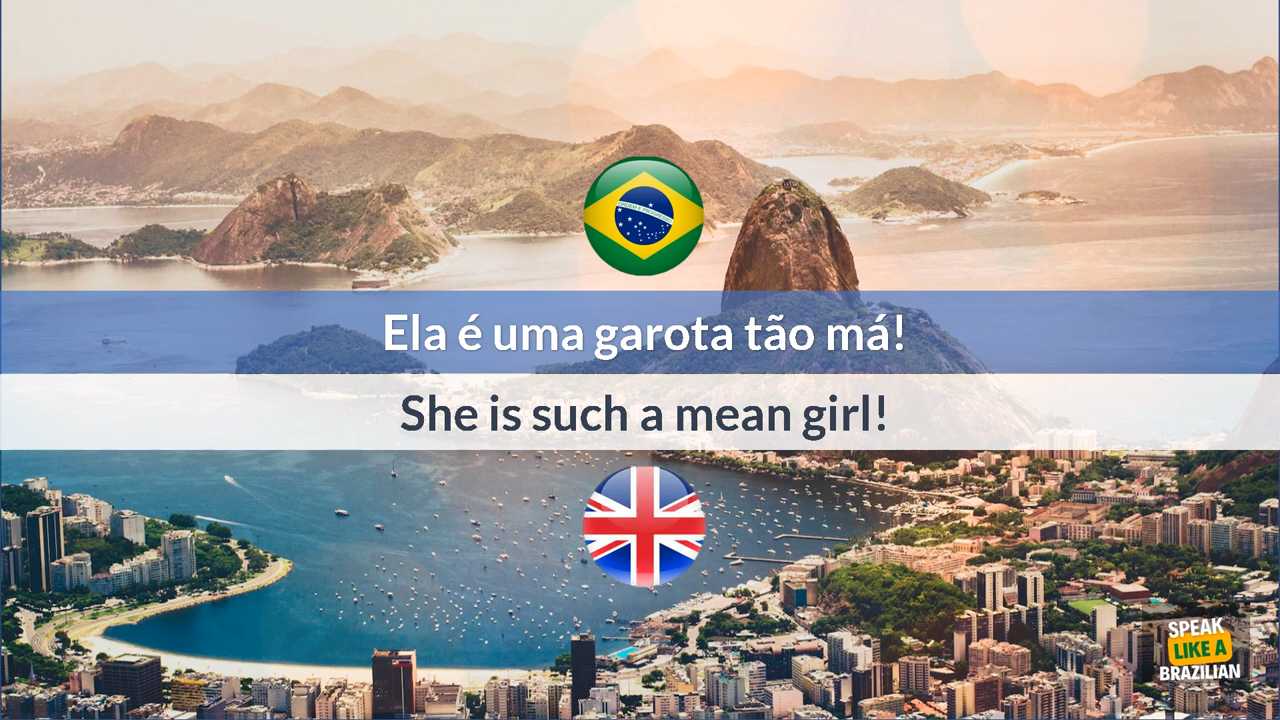 Ela é uma garota tão má!
She is such a mean girl!
SPEAK
LIKE A
BRAZILIAN